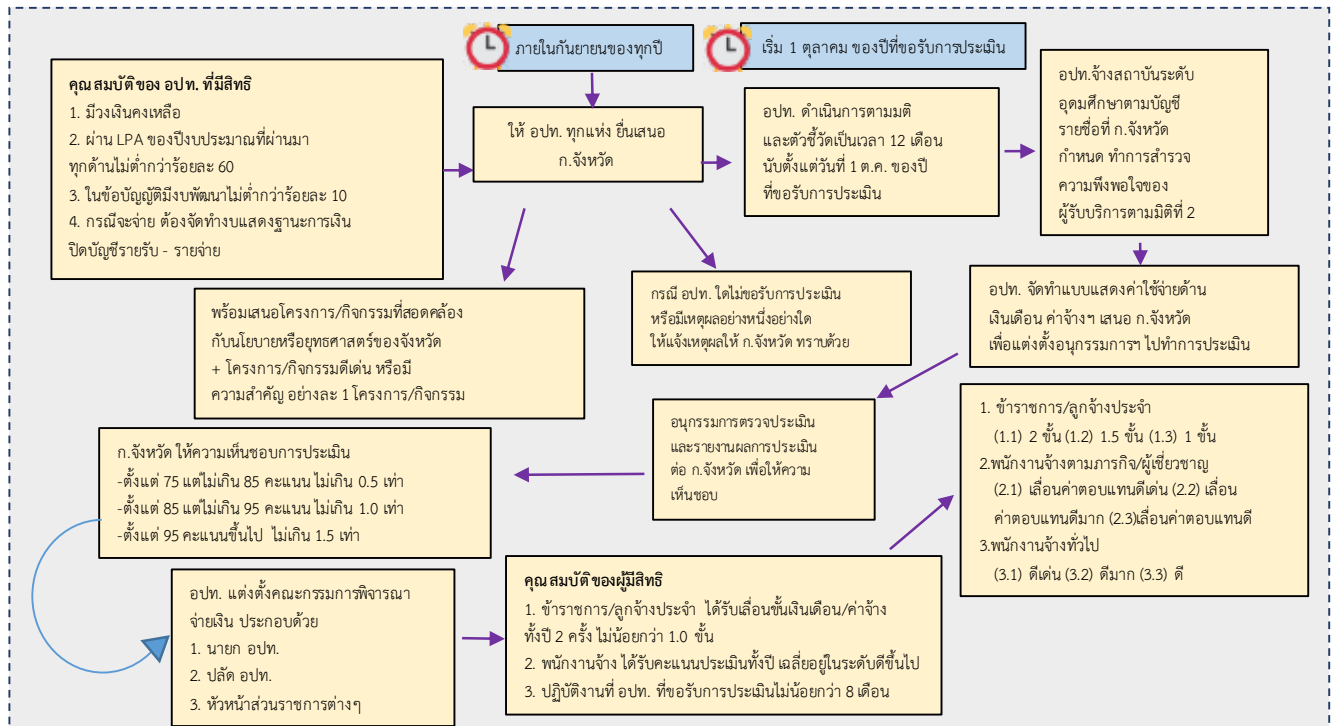 ภายในกันยายนของทุกปี
เริ่ม 1 ตุลาคม ของปีที่ขอรับการประเมิน
คุณสมบัติของ อปท. ที่มีสิทธิ
1. มีวงเงินคงเหลือ
2. ผ่าน LPA ของปีงบประมาณที่ผ่านมา
ทุกด้านไม่ต่ำกว่าร้อยละ 60
3. ในข้อบัญญัติมีงบพัฒนาไม่ต่ำกว่าร้อยละ 10
4. กรณีจะจ่าย ต้องจัดทำงบแสดงฐานะการเงิน
ปิดบัญชีรายรับ - รายจ่าย
ให้ อปท. ทุกแห่ง ยื่นเสนอ
ก.จังหวัด
อปท. ดำเนินการตามมติ
และตัวชี้วัดเป็นเวลา 12 เดือน
นับตั้งแต่วันที่ 1 ต.ค. ของปี
ที่ขอรับการประเมิน
อปท.จ้างสถาบันระดับ
อุดมศึกษาตามบัญชี
รายชื่อที่ ก.จังหวัด
กำหนด ทำการสำรวจ
ความพึงพอใจของ
ผู้รับบริการตามมิติที่ 2
พร้อมเสนอโครงการ/กิจกรรมที่สอดคล้อง
กับนโยบายหรือยุทธศาสตร์ของจังหวัด
+ โครงการ/กิจกรรมดีเด่น หรือมี
ความสำคัญ อย่างละ 1 โครงการ/กิจกรรม
กรณี อปท. ใดไม่ขอรับการประเมิน
หรือมีเหตุผลอย่างหนึ่งอย่างใด
ให้แจ้งเหตุผลให้ ก.จังหวัด ทราบด้วย
อปท. จัดทำแบบแสดงค่าใช้จ่ายด้าน
เงินเดือน ค่าจ้างฯ เสนอ ก.จังหวัด
เพื่อแต่งตั้งอนุกรรมการฯ ไปทำการประเมิน
อนุกรรมการตรวจประเมิน
และรายงานผลการประเมิน
ต่อ ก.จังหวัด เพื่อให้ความ
เห็นชอบ
ก.จังหวัด ให้ความเห็นชอบการประเมิน
-ตั้งแต่ 75 แต่ไม่เกิน 85 คะแนน ไม่เกิน 0.5 เท่า
-ตั้งแต่ 85 แต่ไม่เกิน 95 คะแนน ไม่เกิน 1.0 เท่า
-ตั้งแต่ 95 คะแนนขึ้นไป ไม่เกิน 1.5 เท่า
อปท. แต่งตั้งคณะกรรมการพิจารณา
จ่ายเงิน ประกอบด้วย
1. นายก อปท.
2. ปลัด อปท.
3. หัวหน้าส่วนราชการต่างๆ
คุณสมบัติของผู้มีสิทธิ
1. ข้าราชการ/ลูกจ้างประจำ ได้รับเลื่อนขั้นเงินเดือน/ค่าจ้าง
ทั้งปี 2 ครั้ง ไม่น้อยกว่า 1.0 ขั้น
2. พนักงานจ้าง ได้รับคะแนนประเมินทั้งปี เฉลี่ยอยู่ในระดับดีขึ้นไป
3. ปฏิบัติงานที่ อปท. ที่ขอรับการประเมินไม่น้อยกว่า 8 เดือน
1. ข้าราชการ/ลูกจ้างประจำ
(1.1) 2 ขั้น (1.2) 1.5 ขั้น (1.3) 1 ขั้น
2.พนักงานจ้างตามภารกิจ/ผู้เชี่ยวชาญ
(2.1) เลื่อนค่าตอบแทนดีเด่น (2.2) เลื่อน
ค่าตอบแทนดีมาก (2.3)เลื่อนค่าตอบแทนดี
3.พนักงานจ้างทั่วไป
(3.1) ดีเด่น (3.2) ดีมาก (3.3) ดี